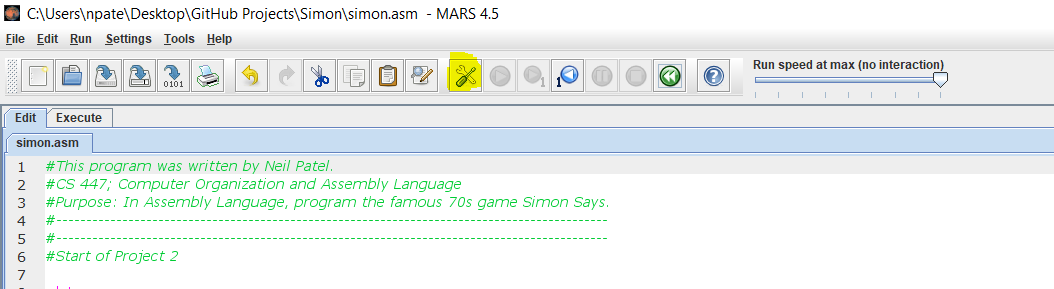 C:\Users\npate\Desktop\GitHub Projects\Simon\simon.asm - MARS 4.5
File Edit Run Settings Tools Help
Run speed at max (no interaction)
0101
1
1
Edit Execute
simon.asm
1 #This program was written by Neil Patel.
2 #CS 447; Computer Organization and Assembly Language
3 #Purpose: In Assembly Language, program the famous 70s game Simon Says.
4 #--------------------------------------------------------------------------------------------
5 #--------------------------------------------------------------------------------------------
6 #Start of Project 2
7